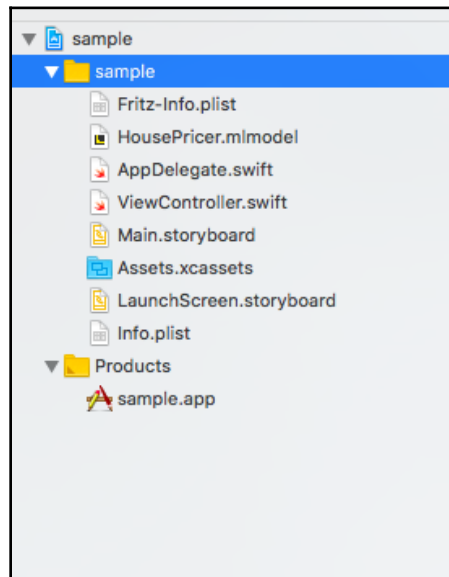 sample
sample
Fritz-Info.plist
HousePricer.mlmodel
AppDelegate.swift
ViewController.swift
Main.storyboard
Assets.xcassets
LaunchScreen.storyboard
Info.plist
Products
sample.app